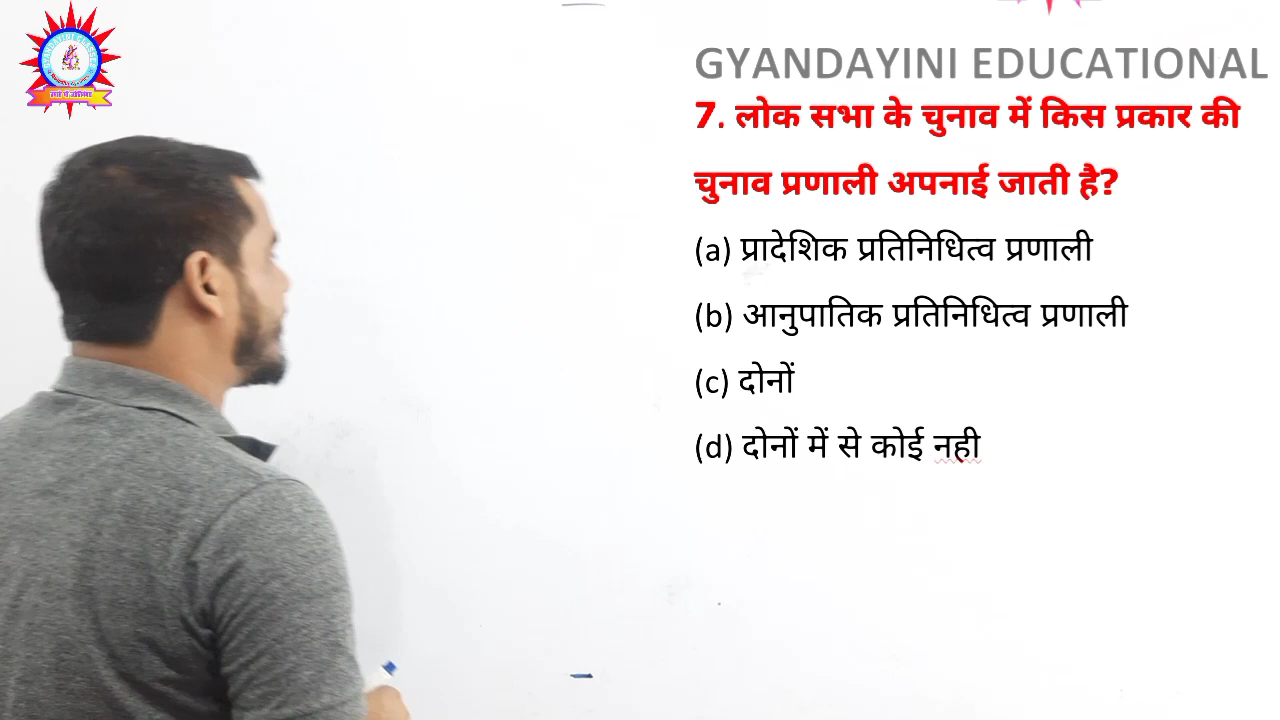 GYANDAYINI EDUCATIONAL
7. लोक सभा के चुनाव में किस प्रकार की
चुनाव प्रणाली अपनाई जाती है?
(a) प्रादेशिक प्रतिनिधित्व प्रणाली
(b) आनुपातिक प्रतिनिधित्व प्रणाली
(c) दोनों
(d) दोनों में से कोई नही